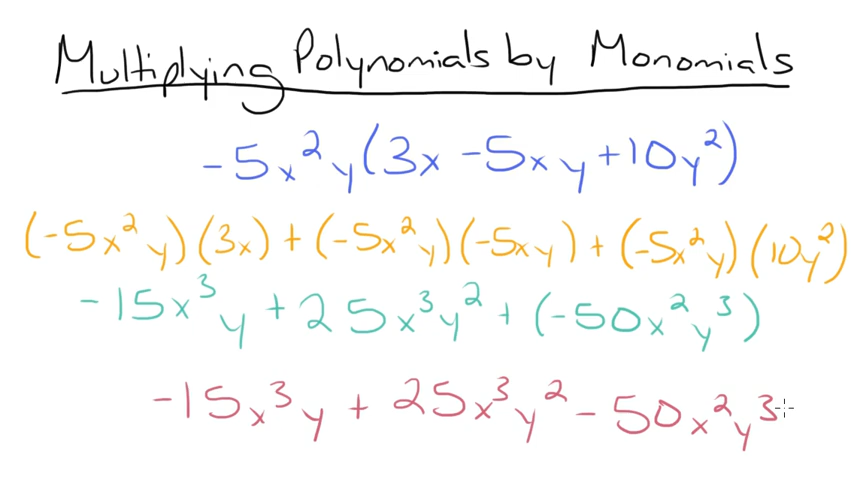 Multiplying Polynomials by Monomials
-5x²y(3x -5xy +10y²)
(-5x²y)(3x) + (-5x²y)(-5xy) + (-5x²y)(10y²)
-15x³y + 25x³y² + (-50x²y³)
-15x³y + 25x³y² - 50x²y³